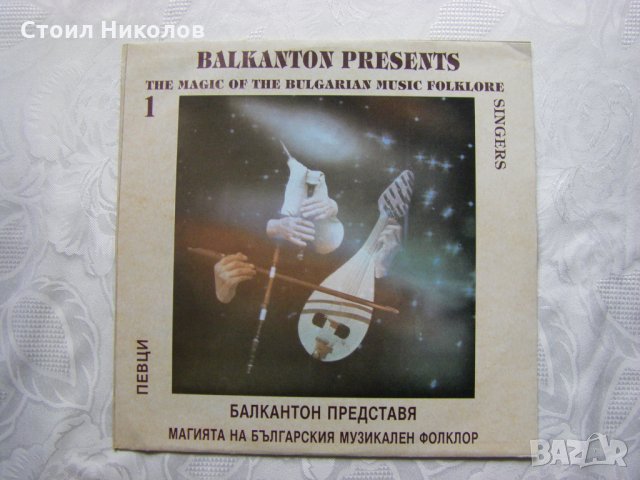 Стоил Николов
BALKANTON PRESENTS
THE MAGIC OF THE BULGARIAN MUSIC FOLKLORE
1
SINGERS
ПЕВЦИ
БАЛКАНТОН ПРЕДСТАВЯ
МАГИЯТА НА БЪЛГАРСКИЯ МУЗИКАЛЕН ФОЛКЛОР
BAZAR